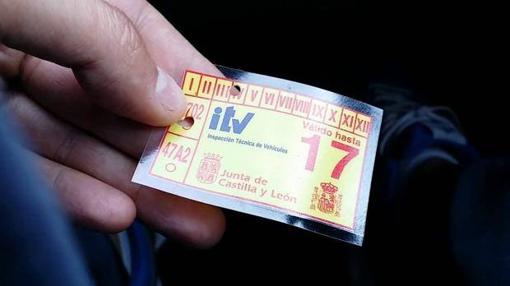 I II III IV V VI VII VIII IX X XI XII
itv
Inspección Técnica de Vehículos
Válido hasta
17
47A2
Junta de
Castilla y León